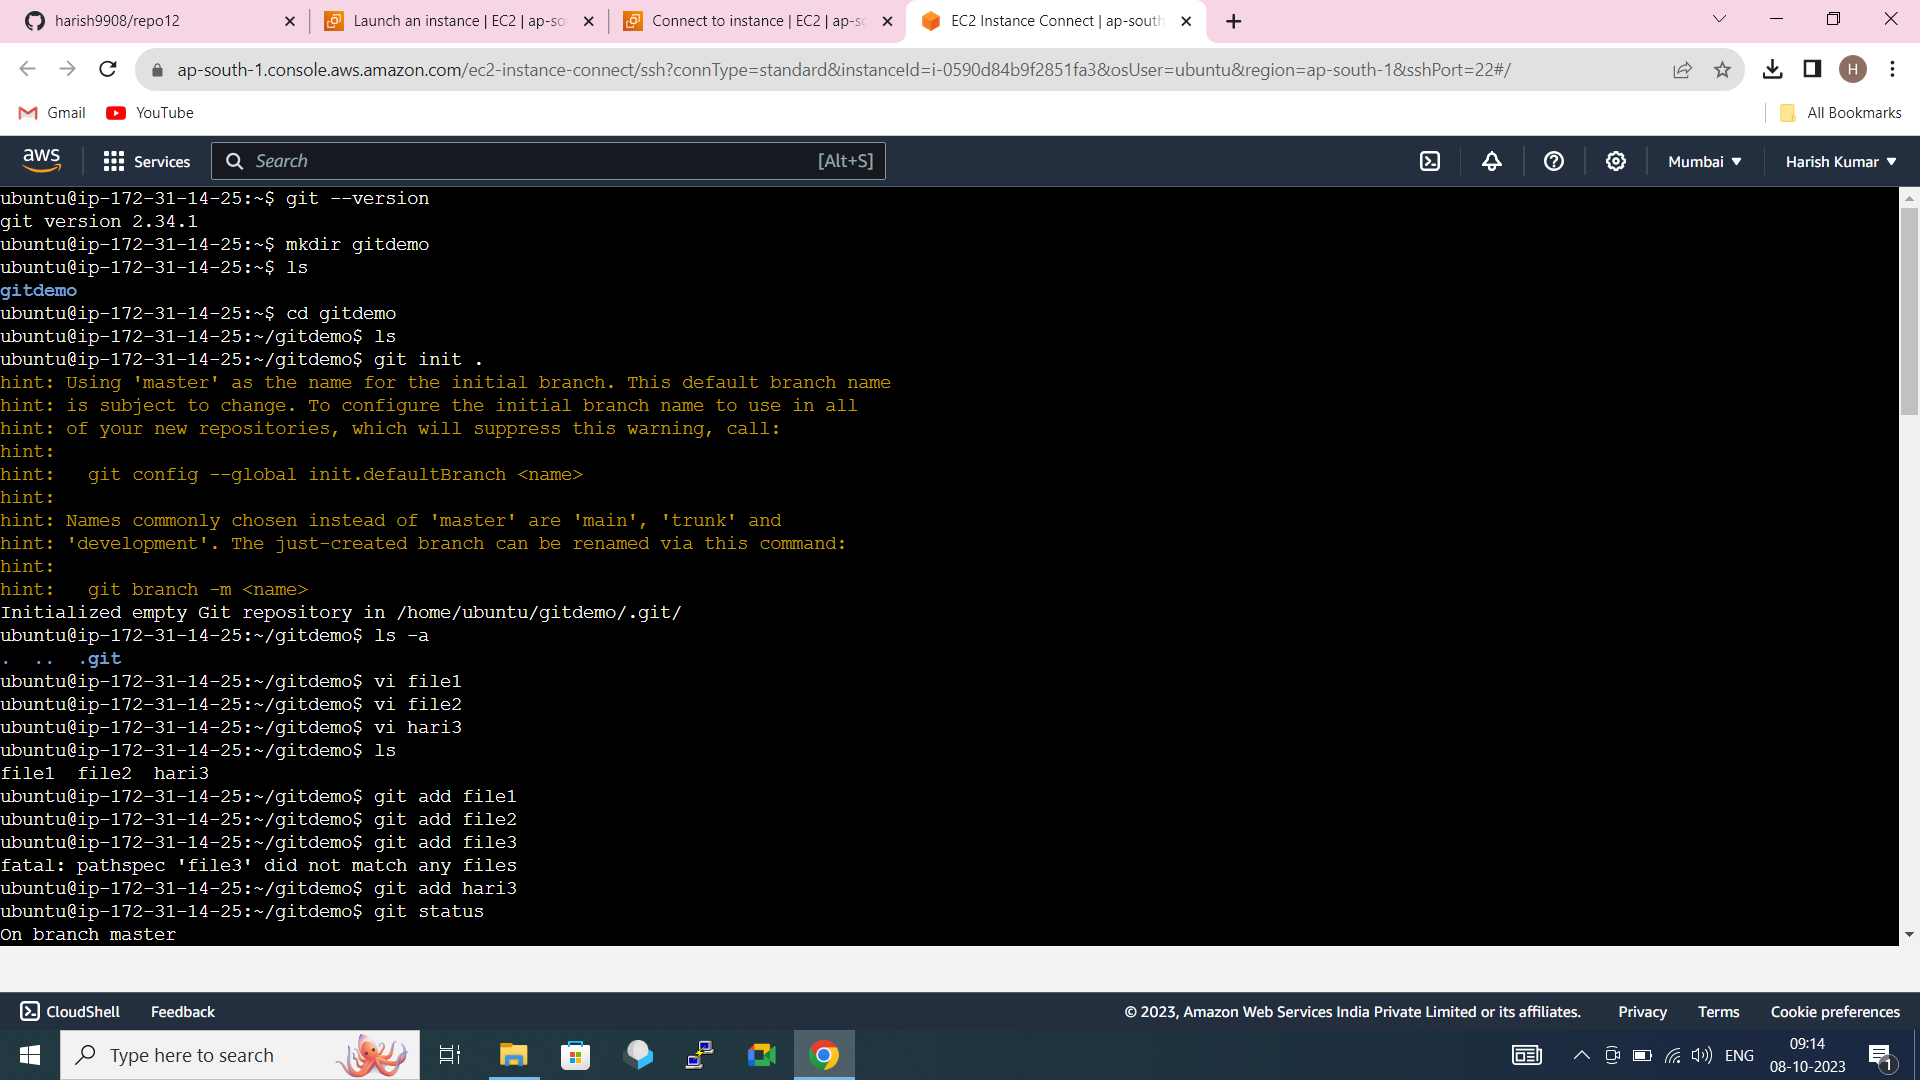 harish9908/repo12
Launch an instance | EC2 | ap-so
Connect to instance | EC2 | ap-so
EC2 Instance Connect | ap-south
ap-south-1.console.aws.amazon.com/ec2-instance-connect/ssh?connType=standard&instanceId=i-0590d84b9f2851fa3&osUser=ubuntu&region=ap-south-1&sshPort=22#/
H
Gmail YouTube All Bookmarks
aws Services Search [Alt+S] Mumbai Harish Kumar
ubuntu@ip-172-31-14-25:~$ git --version
git version 2.34.1
ubuntu@ip-172-31-14-25:~$ mkdir gitdemo
ubuntu@ip-172-31-14-25:~$ ls
gitdemo
ubuntu@ip-172-31-14-25:~$ cd gitdemo
ubuntu@ip-172-31-14-25:~/gitdemo$ ls
ubuntu@ip-172-31-14-25:~/gitdemo$ git init .
hint: Using 'master' as the name for the initial branch. This default branch name
hint: is subject to change. To configure the initial branch name to use in all
hint: of your new repositories, which will suppress this warning, call:
hint:
hint:   git config --global init.defaultBranch <name>
hint:
hint: Names commonly chosen instead of 'master' are 'main', 'trunk' and
hint: 'development'. The just-created branch can be renamed via this command:
hint:
hint:   git branch -m <name>
Initialized empty Git repository in /home/ubuntu/gitdemo/.git/
ubuntu@ip-172-31-14-25:~/gitdemo$ ls -a
.  ..  .git
ubuntu@ip-172-31-14-25:~/gitdemo$ vi file1
ubuntu@ip-172-31-14-25:~/gitdemo$ vi file2
ubuntu@ip-172-31-14-25:~/gitdemo$ vi hari3
ubuntu@ip-172-31-14-25:~/gitdemo$ ls
file1  file2  hari3
ubuntu@ip-172-31-14-25:~/gitdemo$ git add file1
ubuntu@ip-172-31-14-25:~/gitdemo$ git add file2
ubuntu@ip-172-31-14-25:~/gitdemo$ git add file3
fatal: pathspec 'file3' did not match any files
ubuntu@ip-172-31-14-25:~/gitdemo$ git add hari3
ubuntu@ip-172-31-14-25:~/gitdemo$ git status
On branch master
CloudShell Feedback © 2023, Amazon Web Services India Private Limited or its affiliates. Privacy Terms Cookie preferences
Type here to search
ENG
09:14
08-10-2023
1